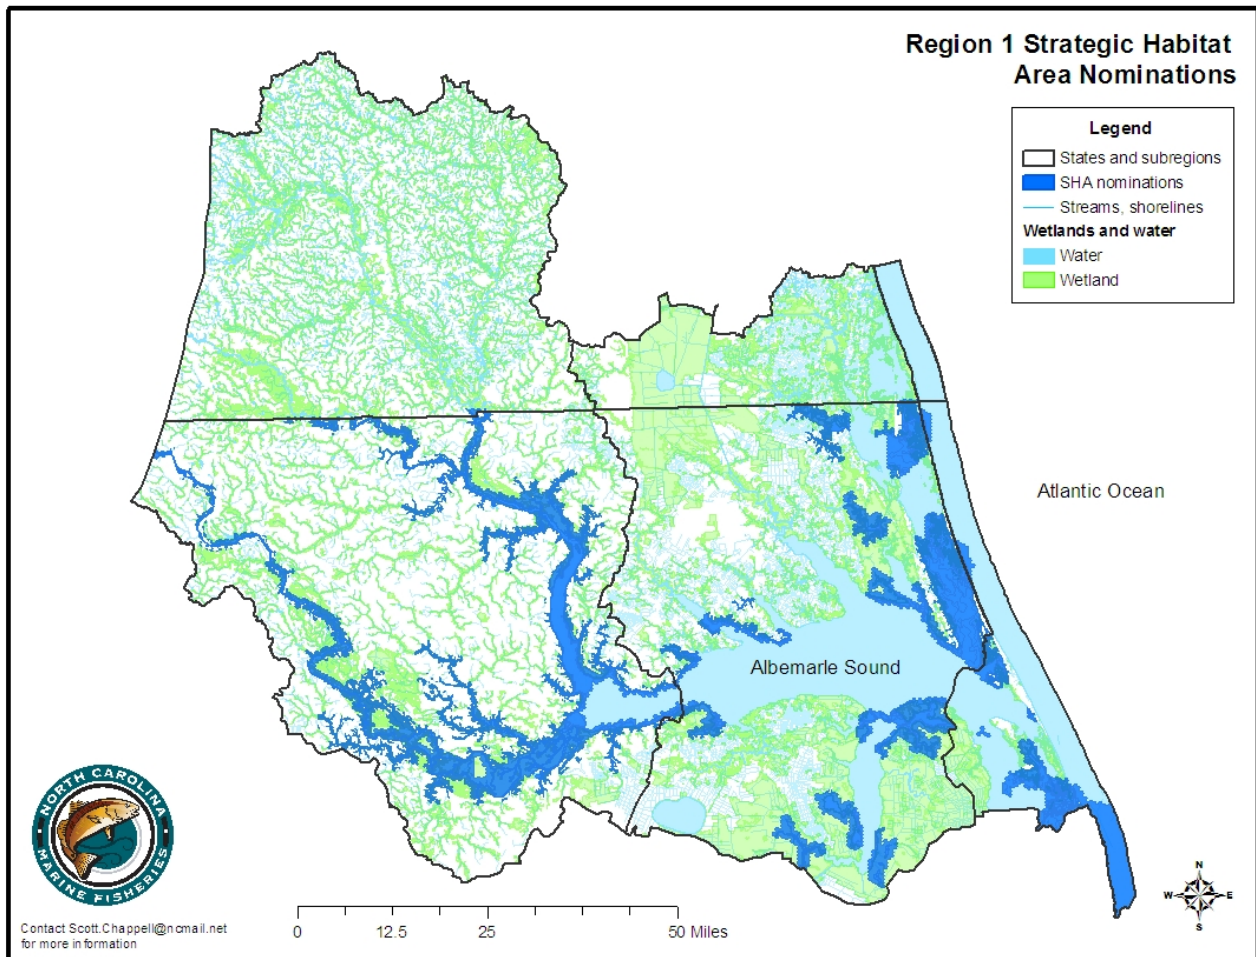 Region 1 Strategic Habitat
Area Nominations
Legend
States and subregions
SHA nominations
Streams, shorelines
Wetlands and water
Water
Wetland
Atlantic Ocean
Albemarle Sound
NORTH CAROLINA
MARINE FISHERIES
Contact Scott.Chappell@ncmail.net
for more information
0 12.5 25 50 Miles
N
W E
S